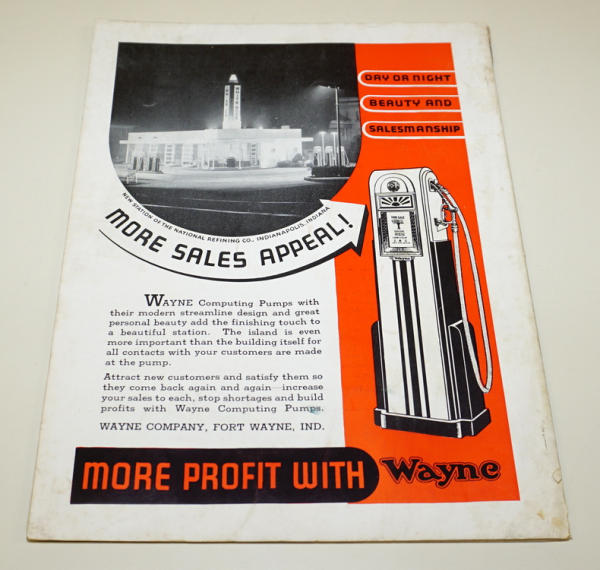 DAY OR NIGHT
BEAUTY AND
SALESMANSHIP
NEW STATION OF THE NATIONAL REFINING CO., INDIANAPOLIS, INDIANA
MORE SALES APPEAL!
WAYNE Computing Pumps with
their modern streamline design and great
personal beauty add the finishing touch to
a beautiful station. The island is even
more important than the building itself for
all contacts with your customers are made
at the pump.
Attract new customers and satisfy them so
they come back again and again—increase
your sales to each, stop shortages and build
profits with Wayne Computing Pumps.
WAYNE COMPANY, FORT WAYNE, IND.
MORE PROFIT WITH Wayne